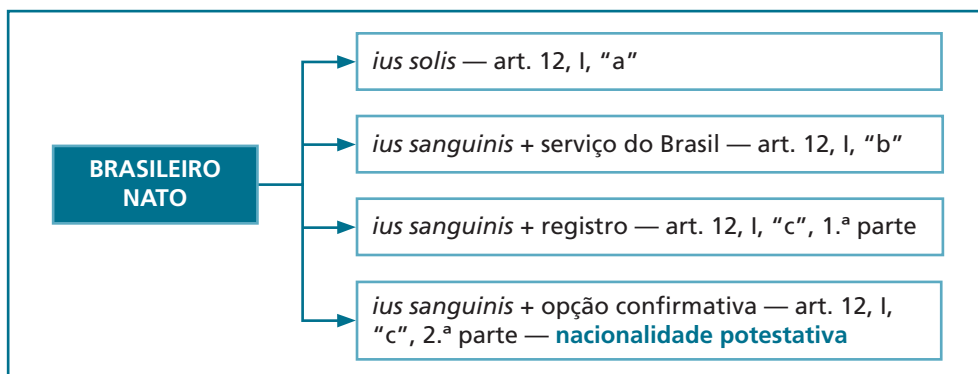 BRASILEIRO
NATO
ius solis — art. 12, I, “a”
ius sanguinis + serviço do Brasil — art. 12, I, “b”
ius sanguinis + registro — art. 12, I, “c”, 1.ª parte
ius sanguinis + opção confirmativa — art. 12, I,
“c”, 2.ª parte — nacionalidade potestativa